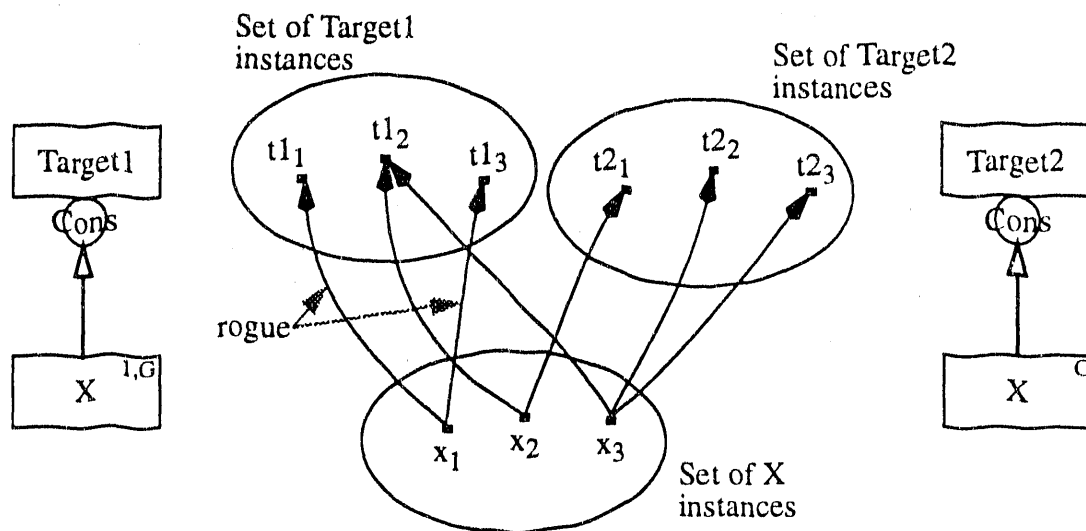 Set of Target1
instances
Set of Target2
instances
Target1
Cons
X
1,G
t1₁
t1₂
t1₃
t2₁
t2₂
t2₃
rogue
x₁
x₂
x₃
Set of X
instances
Target2
Cons
X